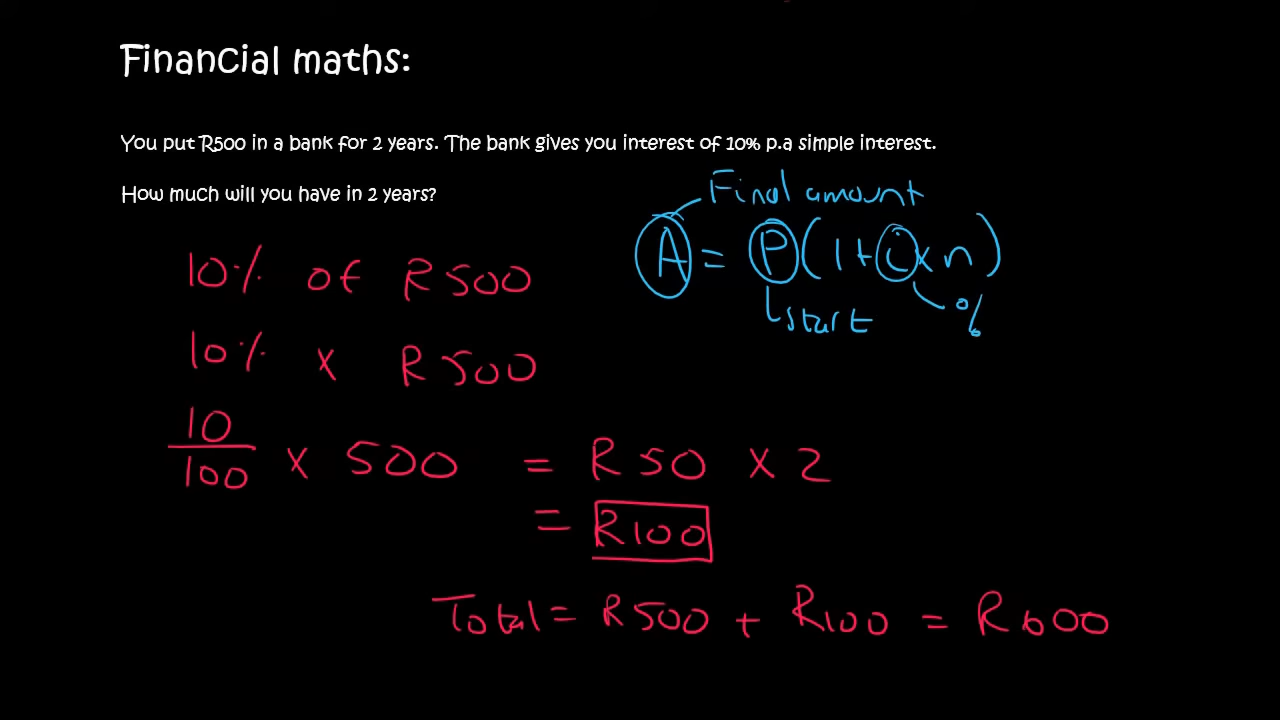 Financial maths:
You put R500 in a bank for 2 years. The bank gives you interest of 10% p.a simple interest.
How much will you have in 2 years?
Final amount
A = P(1+i×n)
start
%
10% of R500
10% × R500
10/100 × 500 = R50 × 2
= R100
Total = R500 + R100 = R600